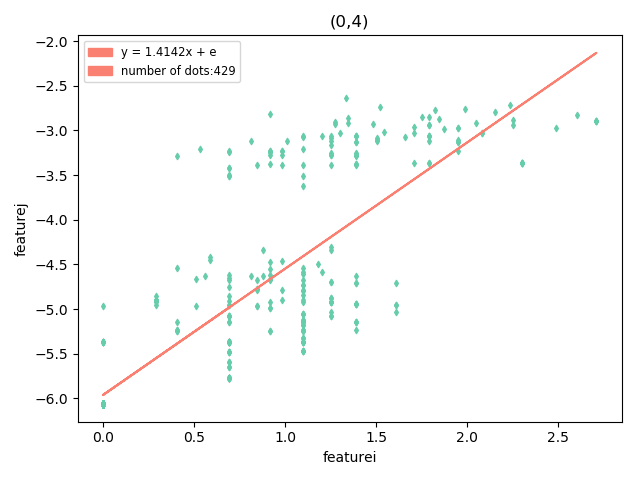 (0,4)
y = 1.4142x + e
number of dots:429
−2.0
−2.5
−3.0
−3.5
−4.0
−4.5
−5.0
−5.5
−6.0
featurej
0.0 0.5 1.0 1.5 2.0 2.5
featurei